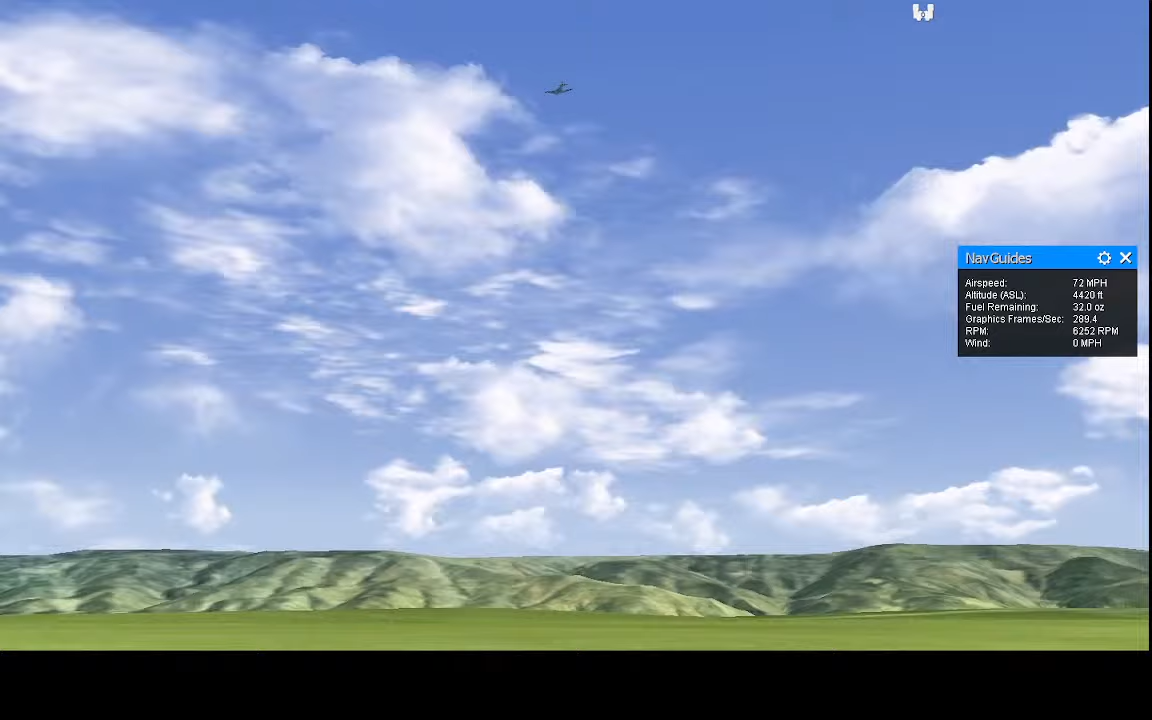 NavGuides
Airspeed: 72 MPH
Altitude (ASL): 4420 ft
Fuel Remaining: 32.0 oz
Graphics Frames/Sec: 289.4
RPM: 6252 RPM
Wind: 0 MPH